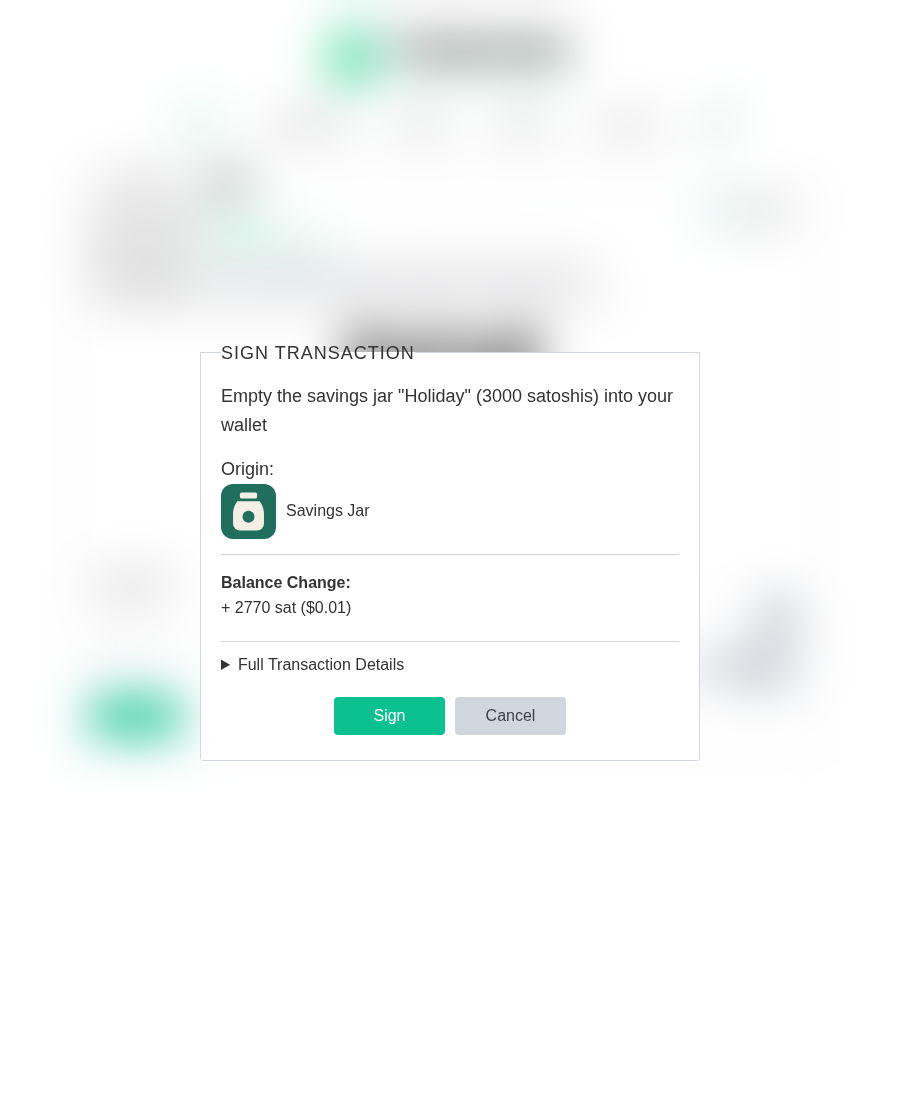 SIGN TRANSACTION
Empty the savings jar "Holiday" (3000 satoshis) into your
wallet
Origin:
Savings Jar
Balance Change:
+ 2770 sat ($0.01)
Full Transaction Details
Sign
Cancel